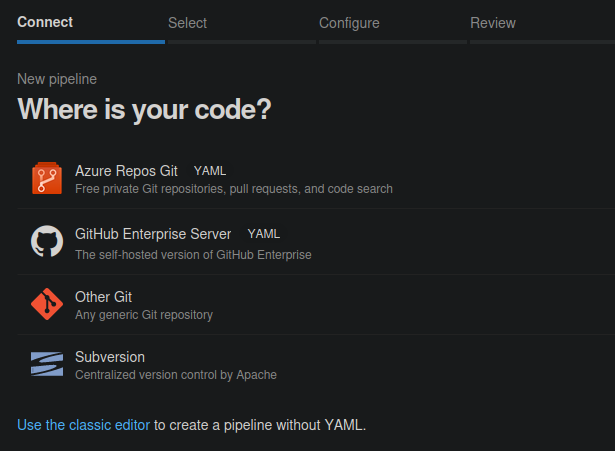 Connect Select Configure Review
New pipeline
Where is your code?
Azure Repos Git YAML
Free private Git repositories, pull requests, and code search
GitHub Enterprise Server YAML
The self-hosted version of GitHub Enterprise
Other Git
Any generic Git repository
Subversion
Centralized version control by Apache
Use the classic editor to create a pipeline without YAML.